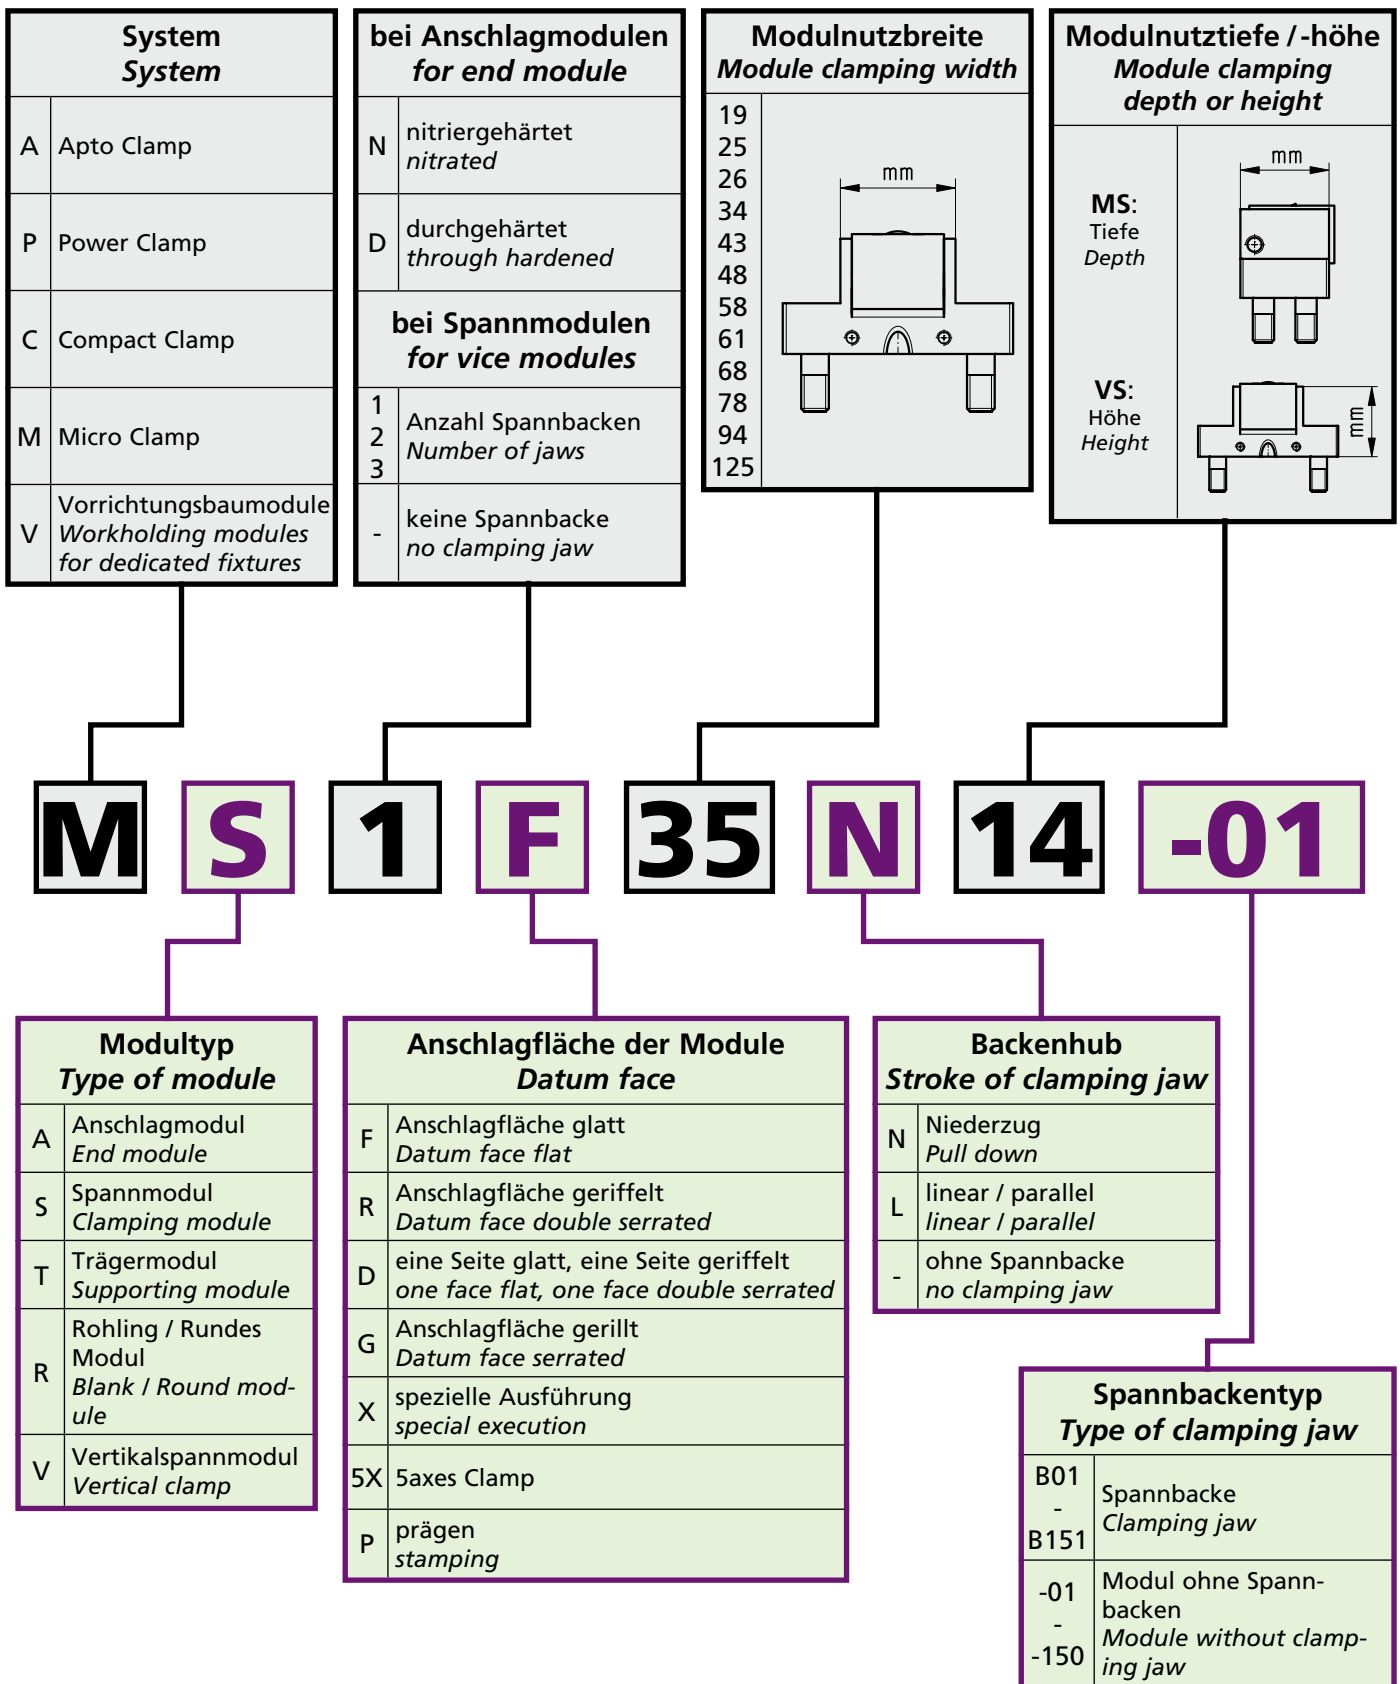 System
System
A
Apto Clamp
P
Power Clamp
C
Compact Clamp
M
Micro Clamp
V
Vorrichtungsbaumodule
Workholding modules
for dedicated fixtures
bei Anschlagmodulen
for end module
N
nitriergehärtet
nitrated
D
durchgehärtet
through hardened
bei Spannmodulen
for vice modules
1
2
3
Anzahl Spannbacken
Number of jaws
-
keine Spannbacke
no clamping jaw
Modulnutzbreite
Module clamping width
19
25
26
34
43
48
58
61
68
78
94
125
mm
Modulnutztiefe / -höhe
Module clamping
depth or height
MS:
Tiefe
Depth
mm
VS:
Höhe
Height
mm
M S 1 F 35 N 14 -01
Modultyp
Type of module
A
Anschlagmodul
End module
S
Spannmodul
Clamping module
T
Trägermodul
Supporting module
R
Rohling / Rundes
Modul
Blank / Round mod-
ule
V
Vertikalspannmodul
Vertical clamp
Anschlagfläche der Module
Datum face
F
Anschlagfläche glatt
Datum face flat
R
Anschlagfläche geriffelt
Datum face double serrated
D
eine Seite glatt, eine Seite geriffelt
one face flat, one face double serrated
G
Anschlagfläche gerillt
Datum face serrated
X
spezielle Ausführung
special execution
5X
5axes Clamp
P
prägen
stamping
Backenhub
Stroke of clamping jaw
N
Niederzug
Pull down
L
linear / parallel
linear / parallel
-
ohne Spannbacke
no clamping jaw
Spannbackentyp
Type of clamping jaw
B01
-
B151
Spannbacke
Clamping jaw
-01
-
-150
Modul ohne Spann-
backen
Module without clamp-
ing jaw